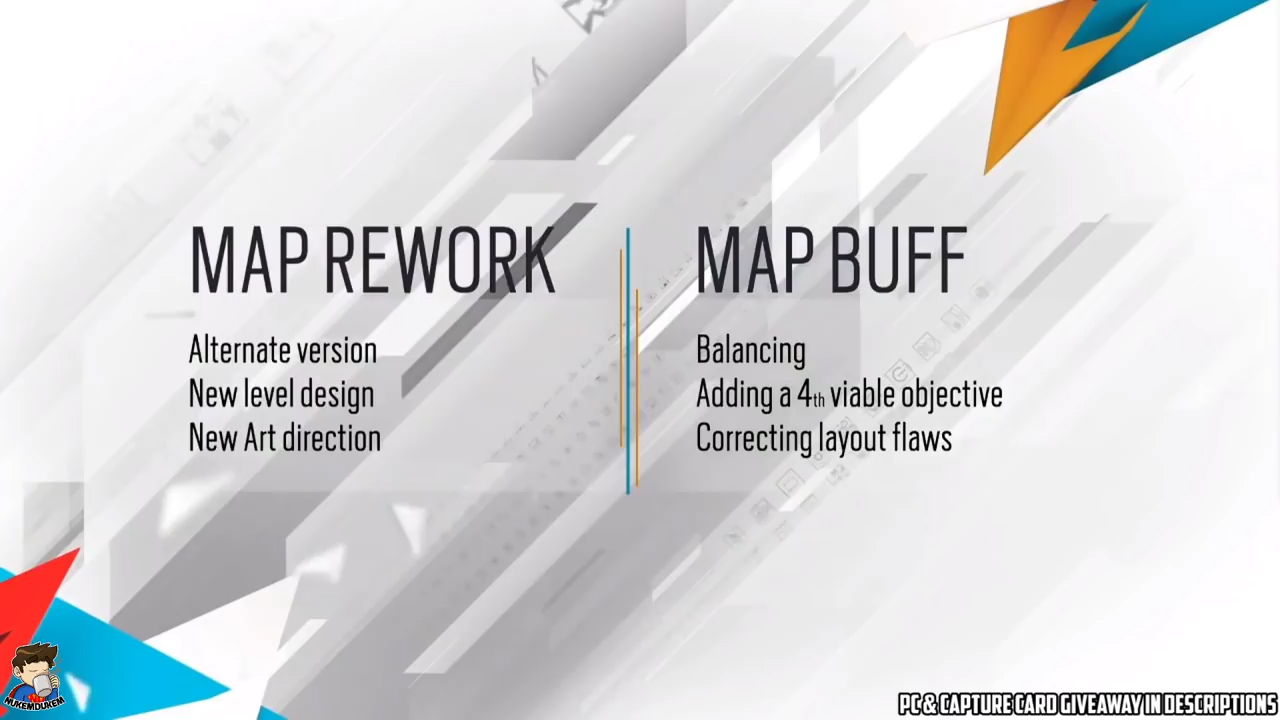 MAP REWORK
Alternate version
New level design
New Art direction
MAP BUFF
Balancing
Adding a 4th viable objective
Correcting layout flaws
MJKEMDUKEM
PC & CAPTURE CARD GIVEAWAY IN DESCRIPTIONS